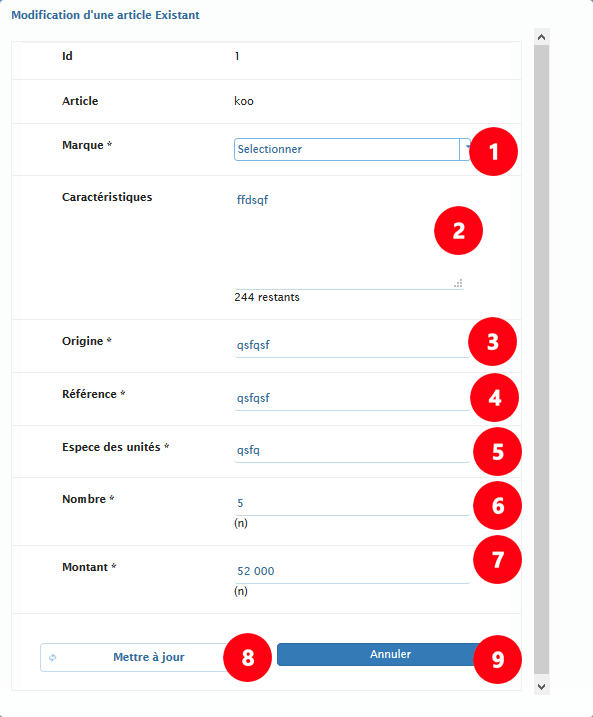 Modification d'une article Existant
Id 1
Article koo
Marque * Selectionner 1
Caractéristiques ffdsqf 2
244 restants
Origine * qsfqsf 3
Référence * qsfqsf 4
Espece des unités * qsfq 5
Nombre * 5 6
(n)
Montant * 52 000 7
(n)
Mettre à jour 8 Annuler 9